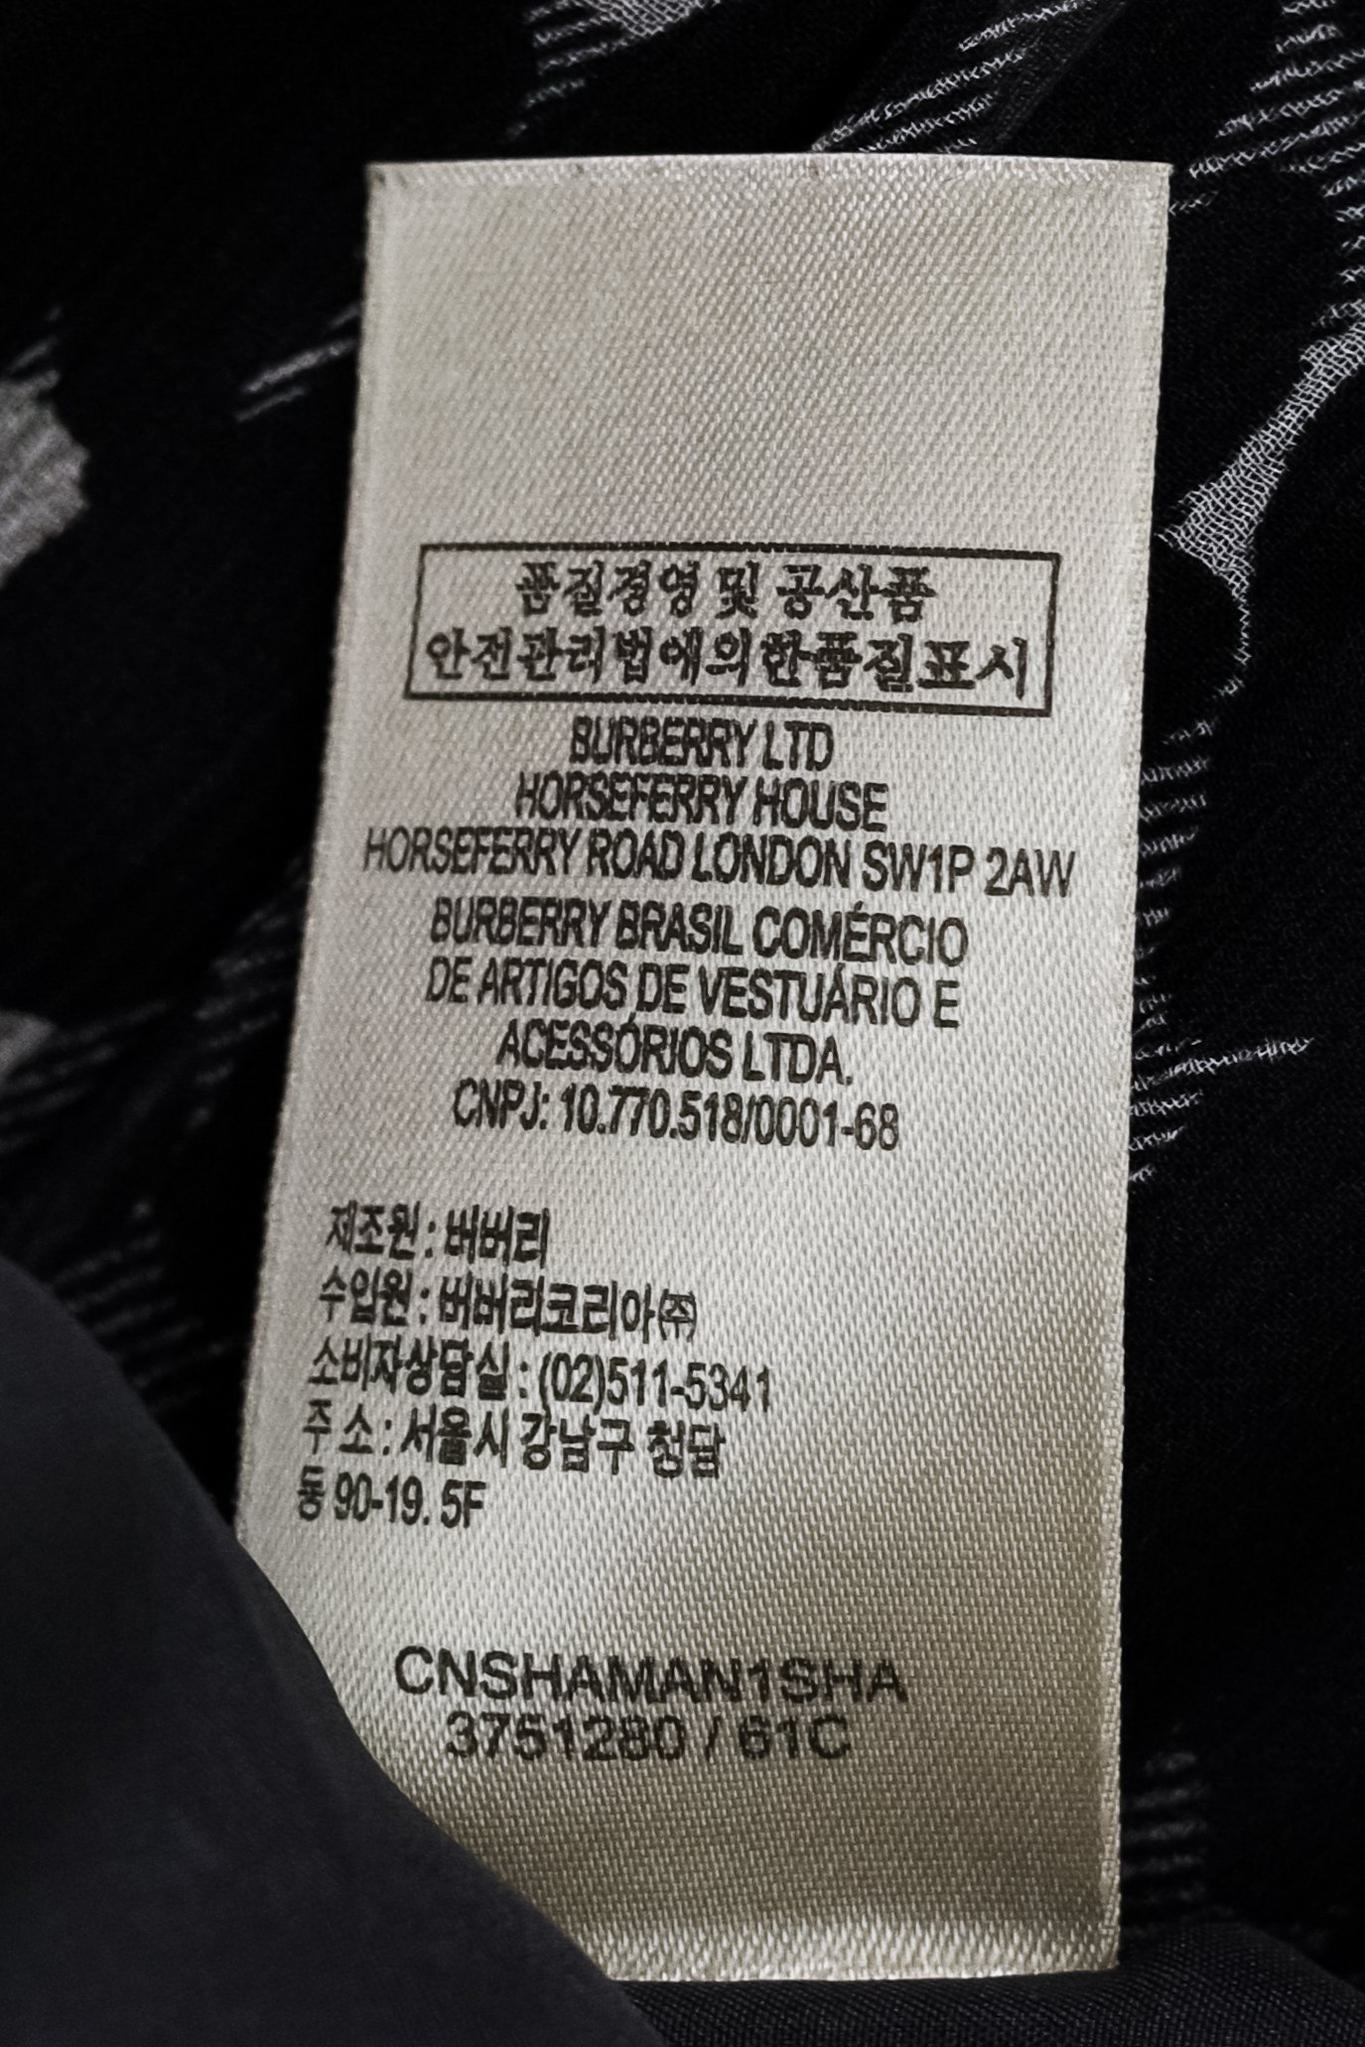 품질경영 및 공산품
안전관리법에의한품질표시
BURBERRY LTD
HORSEFERRY HOUSE
HORSEFERRY ROAD LONDON SW1P 2AW
BURBERRY BRASIL COMÉRCIO
DE ARTIGOS DE VESTUÁRIO E
ACESSÓRIOS LTDA.
CNPJ: 10.770.518/0001-68
제조원 : 버버리
수입원 : 버버리코리아㈜
소비자상담실 : (02)511-5341
주 소 : 서울시 강남구 청담
동 90-19. 5F
CNSHAMAN1SHA
3751280 / 61C